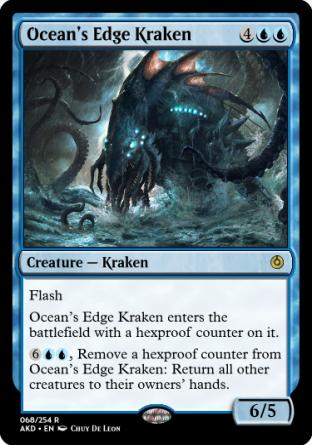 Ocean's Edge Kraken 4
Creature — Kraken
Flash
Ocean's Edge Kraken enters the
battlefield with a hexproof counter on it.
6, Remove a hexproof counter from
Ocean's Edge Kraken: Return all other
creatures to their owners' hands.
6/5
068/254 R
AKD • EN CHUY DE LEON